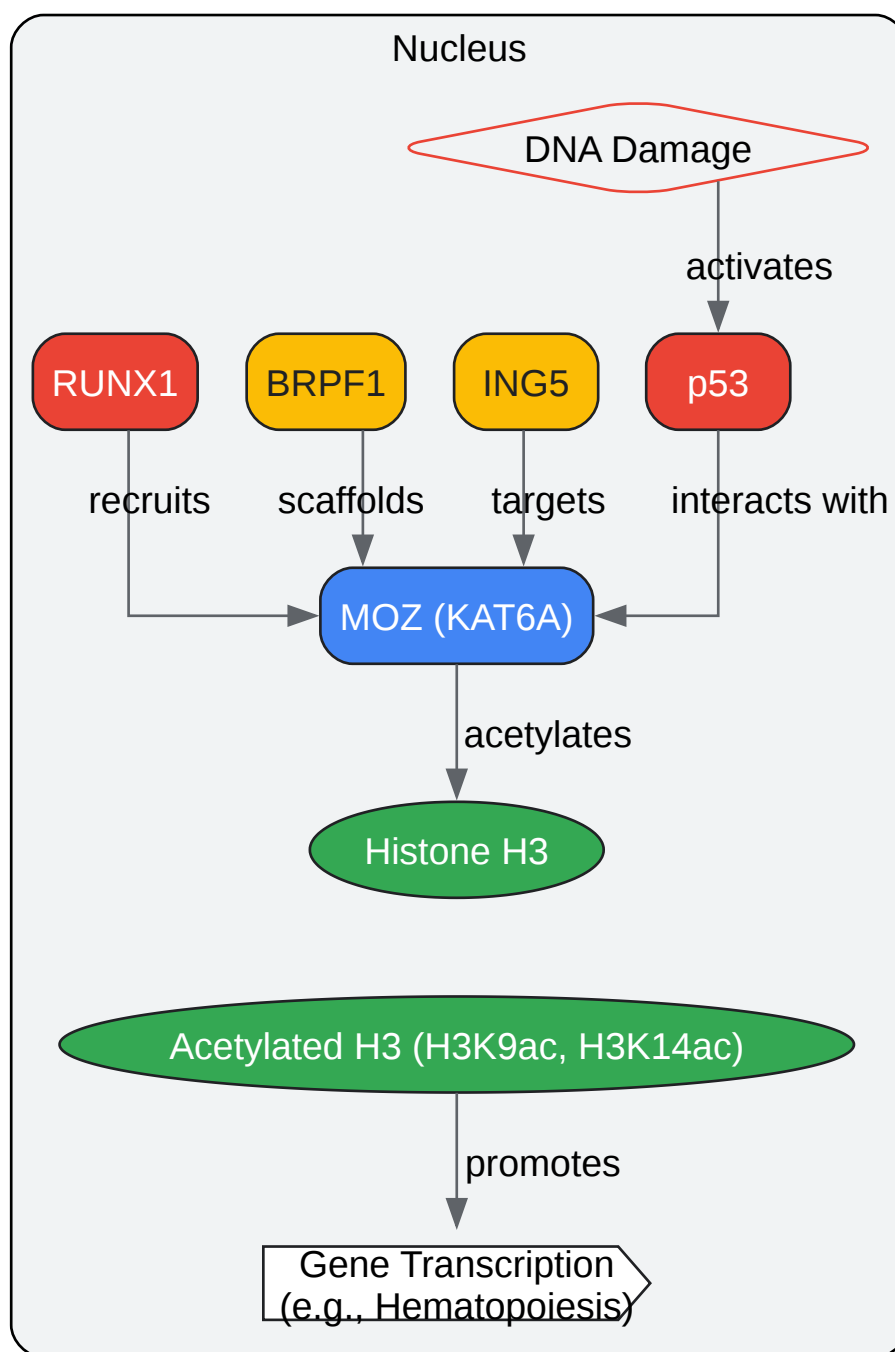 Nucleus
DNA Damage
activates
RUNX1
BRPF1
ING5
p53
recruits
scaffolds
targets
interacts with
MOZ (KAT6A)
acetylates
Histone H3
Acetylated H3 (H3K9ac, H3K14ac)
promotes
Gene Transcription
(e.g., Hematopoiesis)